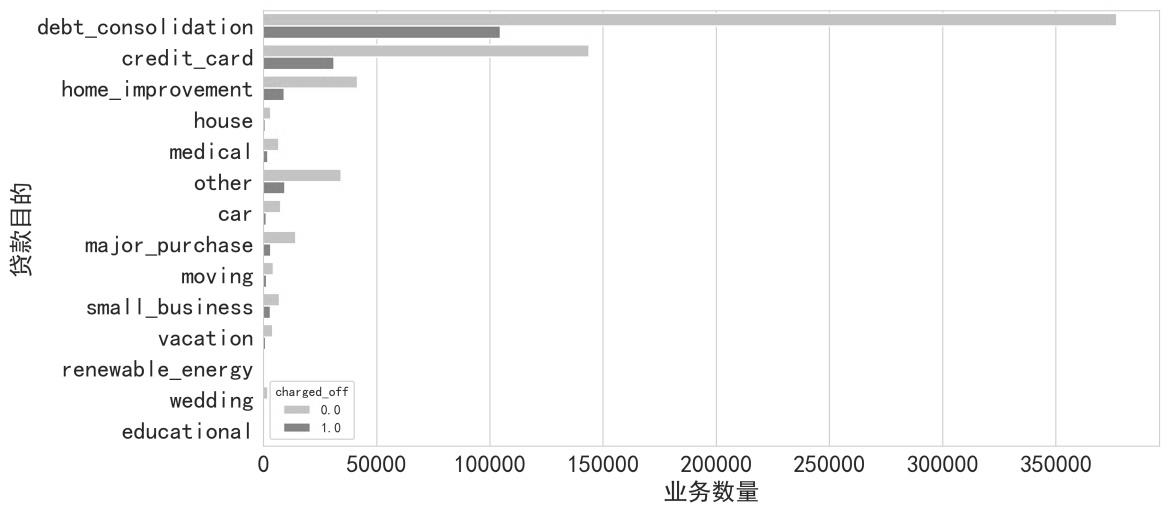 debt_consolidation
credit_card
home_improvement
house
medical
other
car
major_purchase
moving
small_business
vacation
renewable_energy
wedding
educational
贷款目的
charged_off
0.0
1.0
0 50000 100000 150000 200000 250000 300000 350000
业务数量